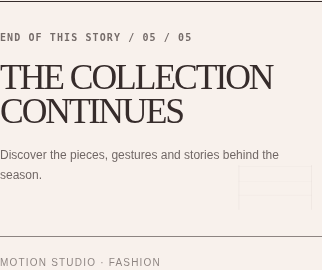 END OF THIS STORY / 05 / 05
THE COLLECTION
CONTINUES
Discover the pieces, gestures and stories behind the
season.
MOTION STUDIO · FASHION